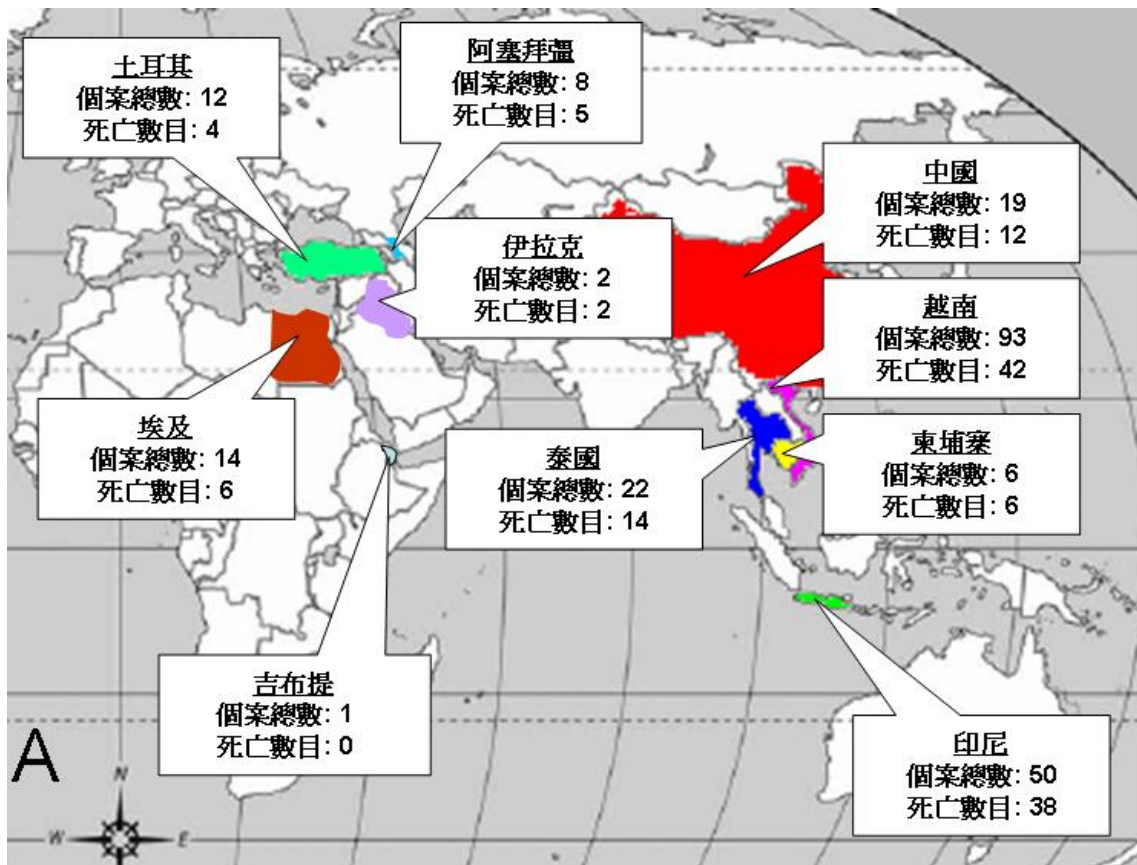 土耳其
個案總數: 12
死亡數目: 4
阿塞拜彊
個案總數: 8
死亡數目: 5
中國
個案總數: 19
死亡數目: 12
伊拉克
個案總數: 2
死亡數目: 2
越南
個案總數: 93
死亡數目: 42
埃及
個案總數: 14
死亡數目: 6
泰國
個案總數: 22
死亡數目: 14
柬埔寨
個案總數: 6
死亡數目: 6
吉布提
個案總數: 1
死亡數目: 0
印尼
個案總數: 50
死亡數目: 38
A
N
W
E